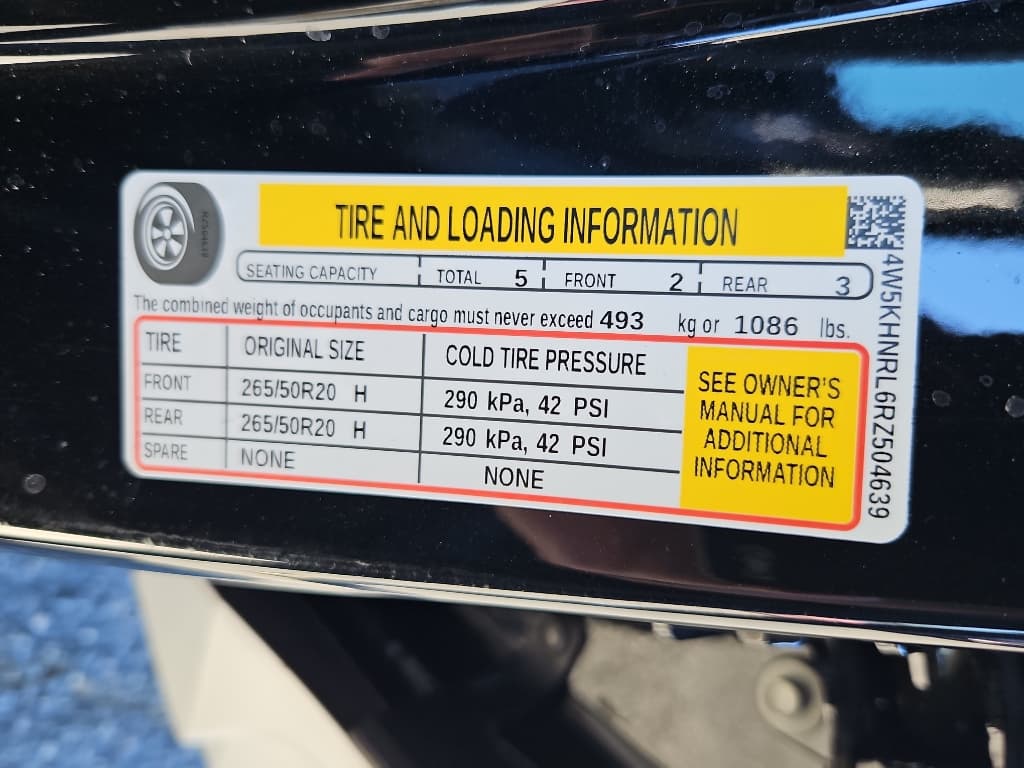 TIRE AND LOADING INFORMATION
SEATING CAPACITY TOTAL 5 FRONT 2 REAR 3
The combined weight of occupants and cargo must never exceed 493 kg or 1086 lbs.
TIRE ORIGINAL SIZE COLD TIRE PRESSURE
FRONT 265/50R20 H 290 kPa, 42 PSI
REAR 265/50R20 H 290 kPa, 42 PSI
SPARE NONE NONE
SEE OWNER'S
MANUAL FOR
ADDITIONAL
INFORMATION
4W5KHNRL6RZ504639
RZ504639